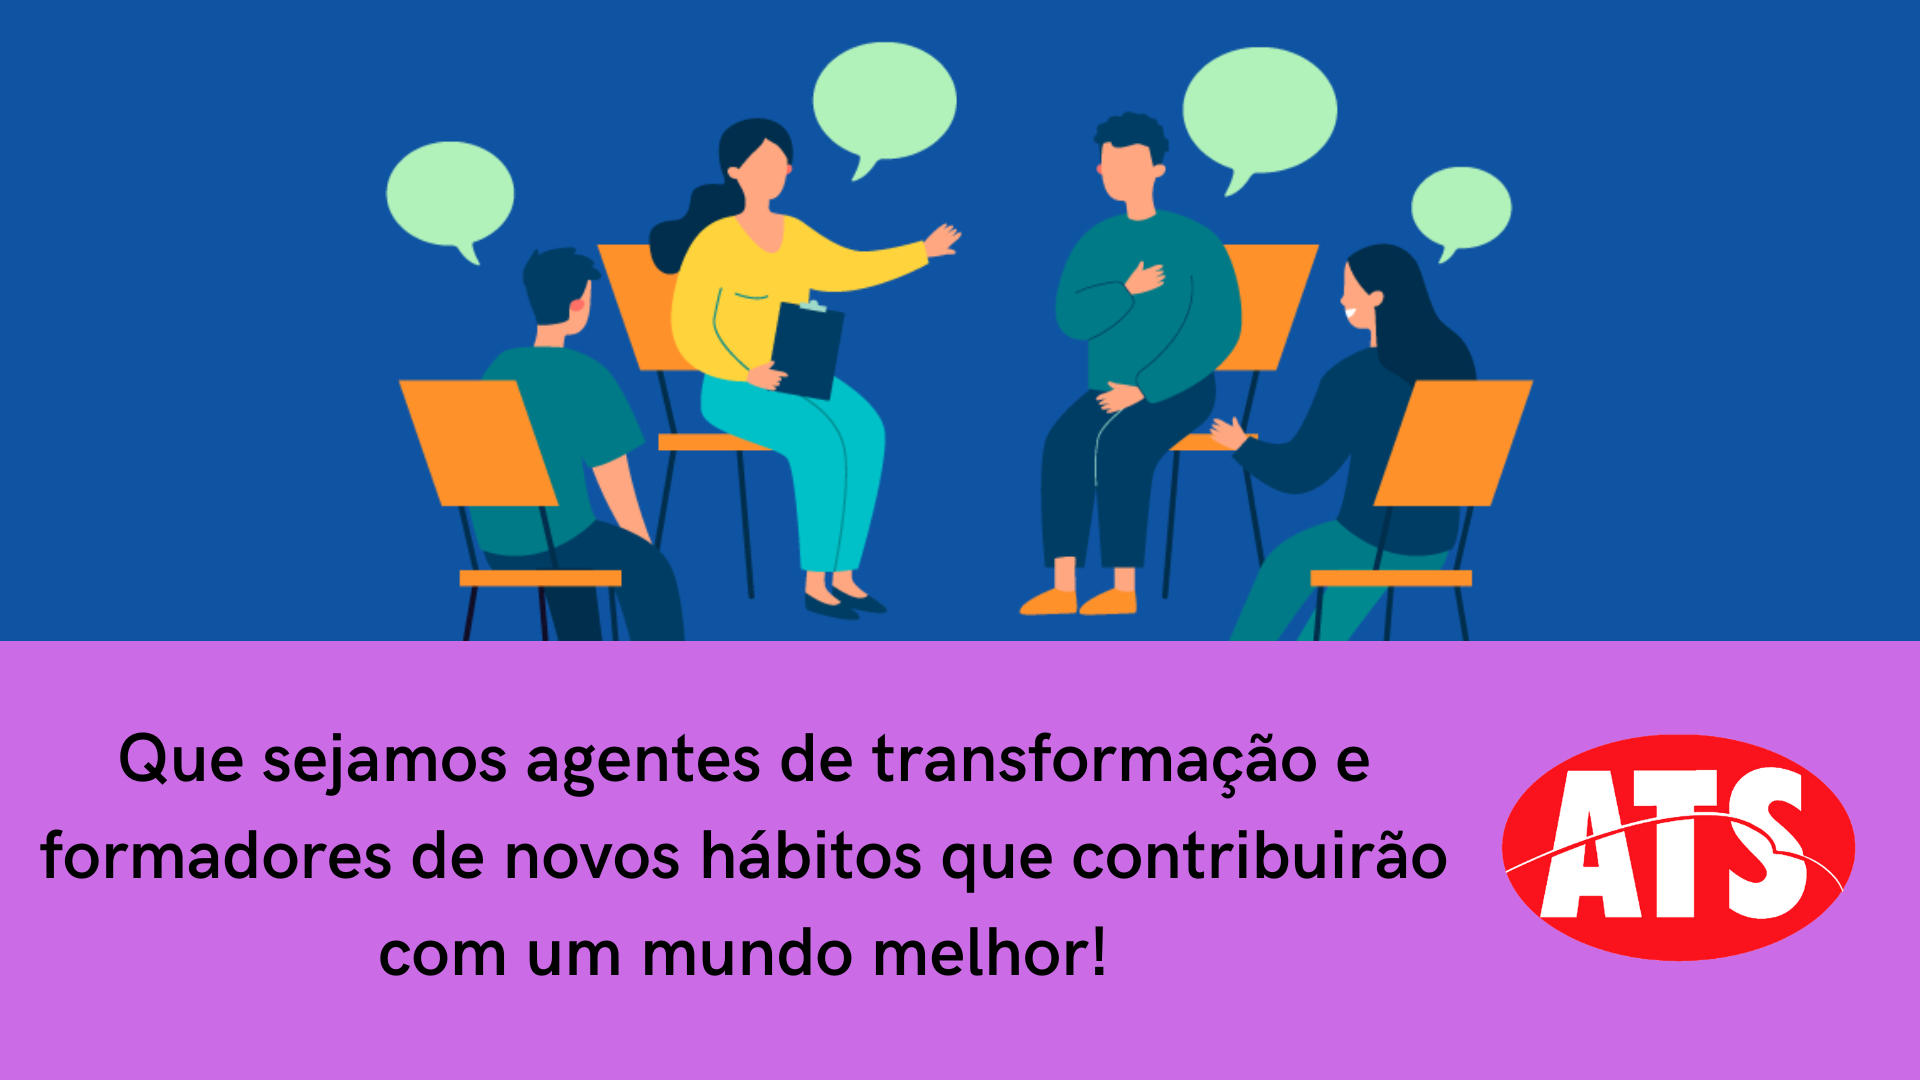 Que sejamos agentes de transformação e
formadores de novos hábitos que contribuirão
com um mundo melhor!
ATS